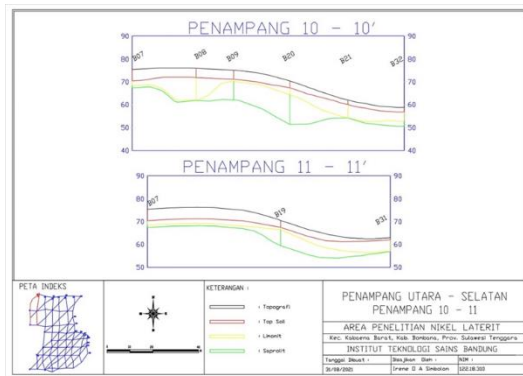 PENAMPANG 10 - 10'
90
80
70
60
50
40
90
80
70
60
50
40
B07
B08
B09
B20
B21
B32
PENAMPANG 11 - 11'
90
80
70
60
50
90
80
70
60
50
B07
B19
B31
PETA INDEKS
KETERANGAN :
: Topografi
: Top Soil
: Limonit
: Saprolit
PENAMPANG UTARA - SELATAN
PENAMPANG 10 - 11
AREA PENELITIAN NIKEL LATERIT
Kec. Kabaena Barat, Kab. Bombana, Prov. Sulawesi Tenggara
INSTITUT TEKNOLOGI SAINS BANDUNG
Tanggal Dibuat :
Disajikan Oleh :
NIM :
Irene D A Simbolon